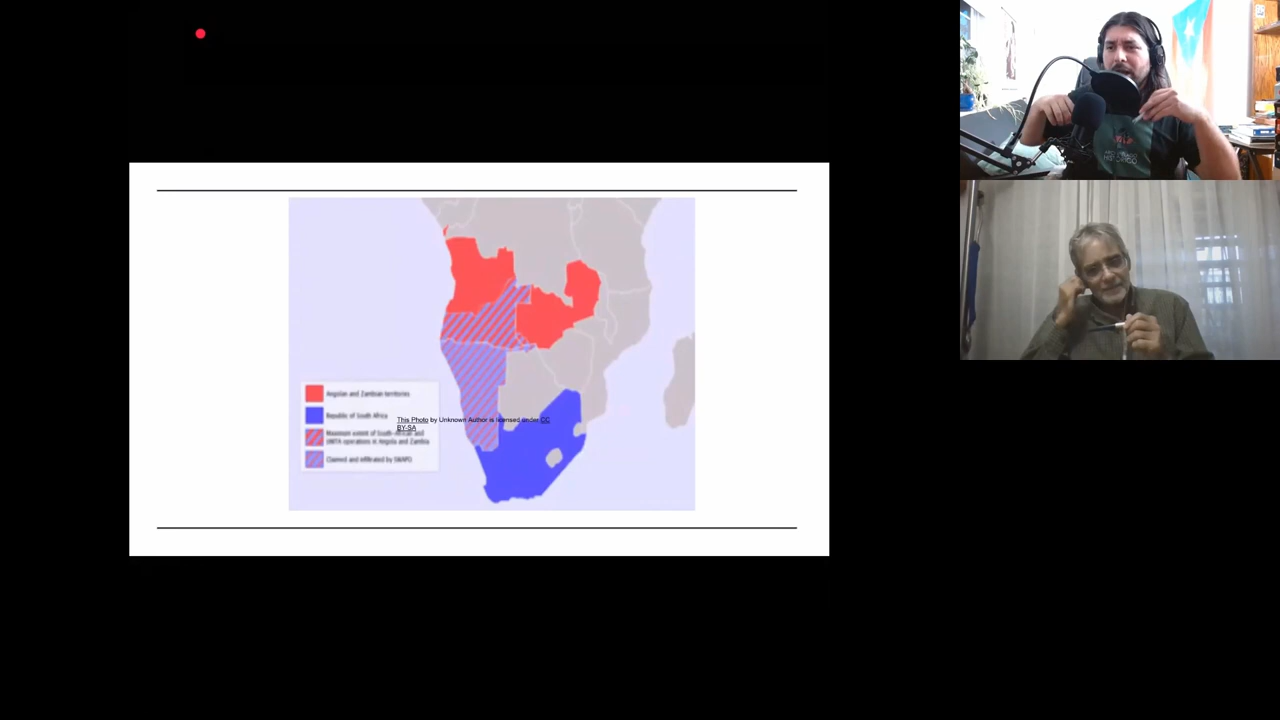 Angolan and Zambian territories
Republic of South Africa
Maximum extent of South-African and
UNITA operations in Angola and Zambia
Claimed and infiltrated by SWAPO
This Photo by Unknown Author is licensed under CC
BY-SA